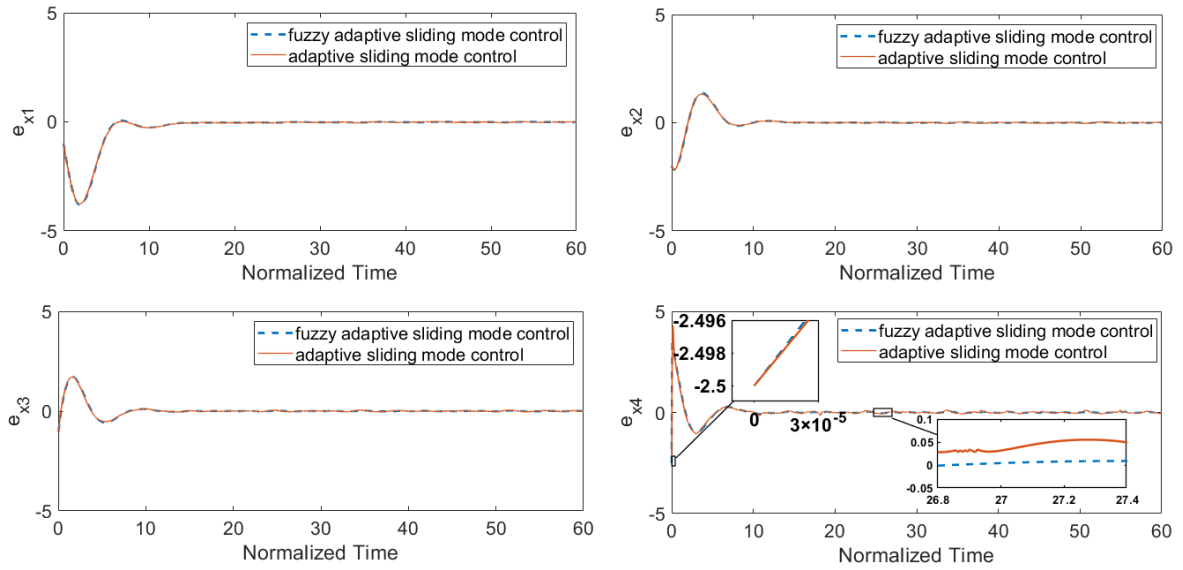 5
fuzzy adaptive sliding mode control
adaptive sliding mode control
e_x1
0
-5
0 10 20 30 40 50 60
Normalized Time
5
fuzzy adaptive sliding mode control
adaptive sliding mode control
e_x2
0
-5
0 10 20 30 40 50 60
Normalized Time
5
fuzzy adaptive sliding mode control
adaptive sliding mode control
e_x3
0
-5
0 10 20 30 40 50 60
Normalized Time
5
-2.496
fuzzy adaptive sliding mode control
-2.498
adaptive sliding mode control
-2.5
e_x4
0
0 3×10^-5
0.1
0.05
0
-0.05
26.8 27 27.2 27.4
-5
0 10 20 30 40 50 60
Normalized Time